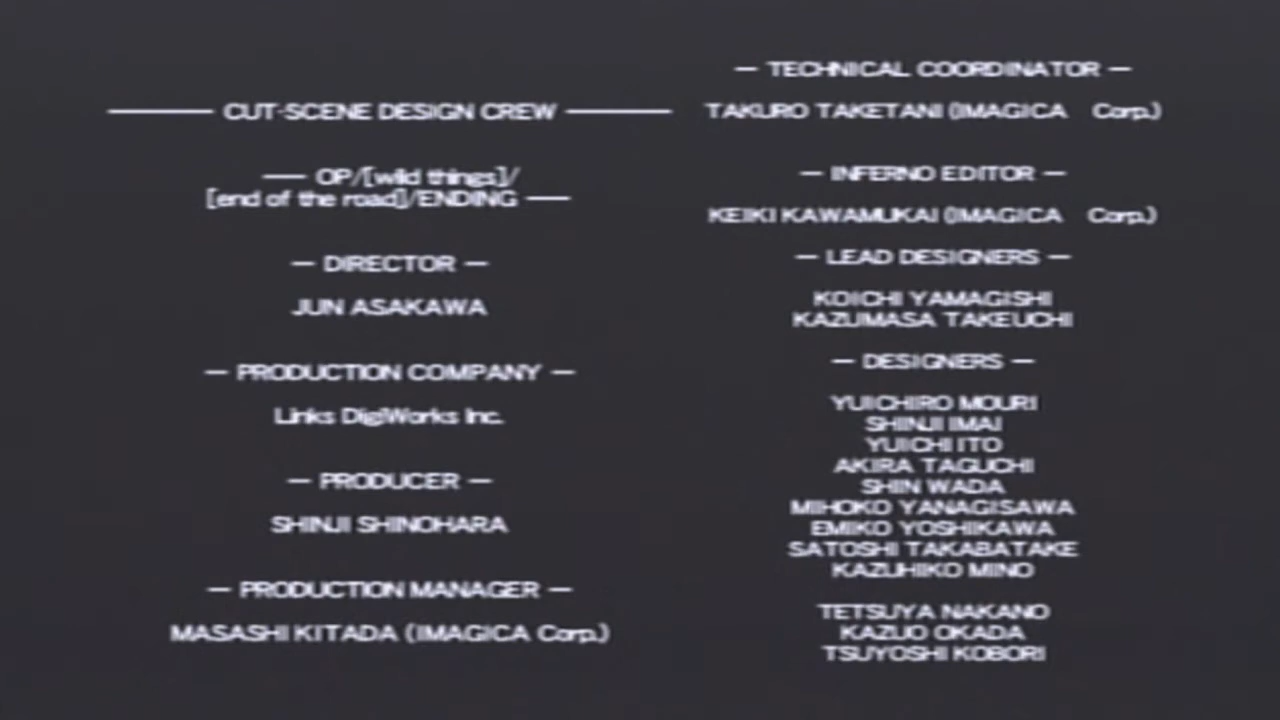 — CUT-SCENE DESIGN CREW —
— OP/[wild things]/
[end of the road]/ENDING —
— DIRECTOR —
JUN ASAKAWA
— PRODUCTION COMPANY —
Links DigiWorks Inc.
— PRODUCER —
SHINJI SHINOHARA
— PRODUCTION MANAGER —
MASASHI KITADA (IMAGICA Corp.)
— TECHNICAL COORDINATOR —
TAKURO TAKETANI (IMAGICA Corp.)
— INFERNO EDITOR —
KEIKI KAWAMUKAI (IMAGICA Corp.)
— LEAD DESIGNERS —
KOICHI YAMAGISHI
KAZUMASA TAKEUCHI
— DESIGNERS —
YUICHIRO MOURI
SHINJI IMAI
YUICHI ITO
AKIRA TAGUCHI
SHIN WADA
MIHOKO YANAGISAWA
EMIKO YOSHIKAWA
SATOSHI TAKABATAKE
KAZUHIKO MINO
TETSUYA NAKANO
KAZUO OKADA
TSUYOSHI KOBORI